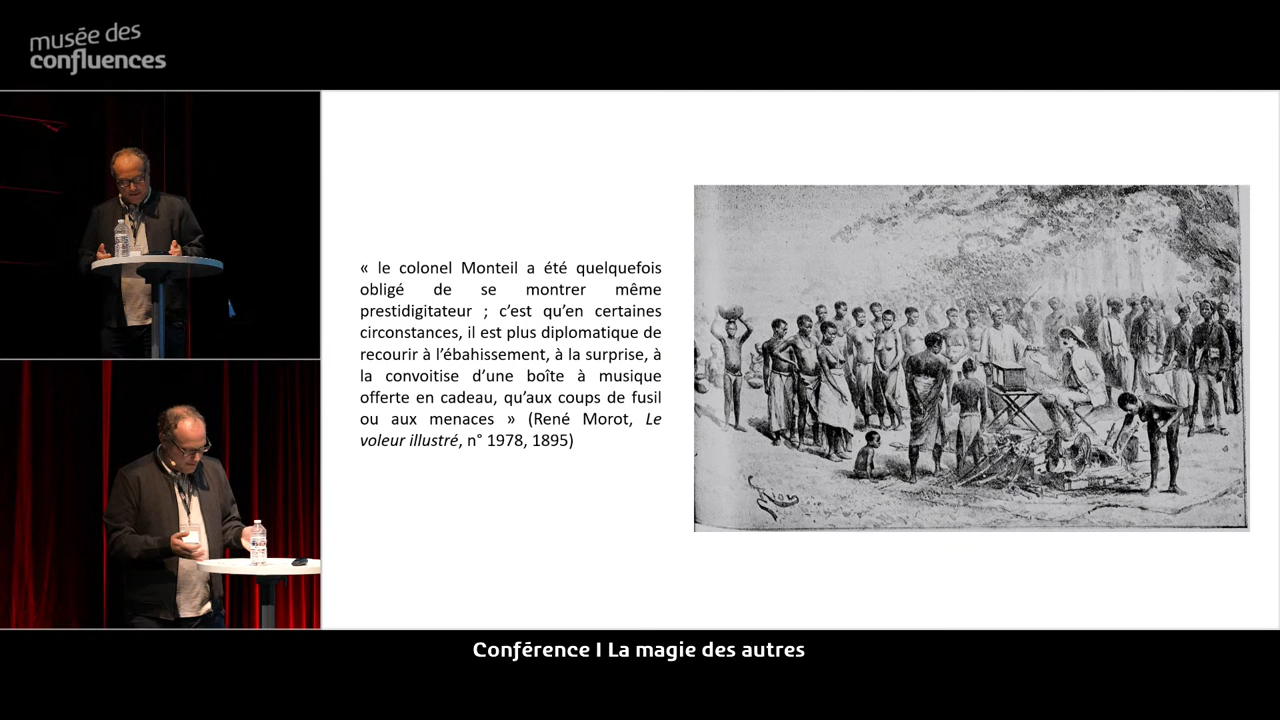 musée des
confluences
« le colonel Monteil a été quelquefois
obligé de se montrer même
prestidigitateur ; c’est qu’en certaines
circonstances, il est plus diplomatique de
recourir à l’ébahissement, à la surprise, à
la convoitise d’une boîte à musique
offerte en cadeau, qu’aux coups de fusil
ou aux menaces » (René Morot, Le
voleur illustré, n° 1978, 1895)
Conférence I La magie des autres